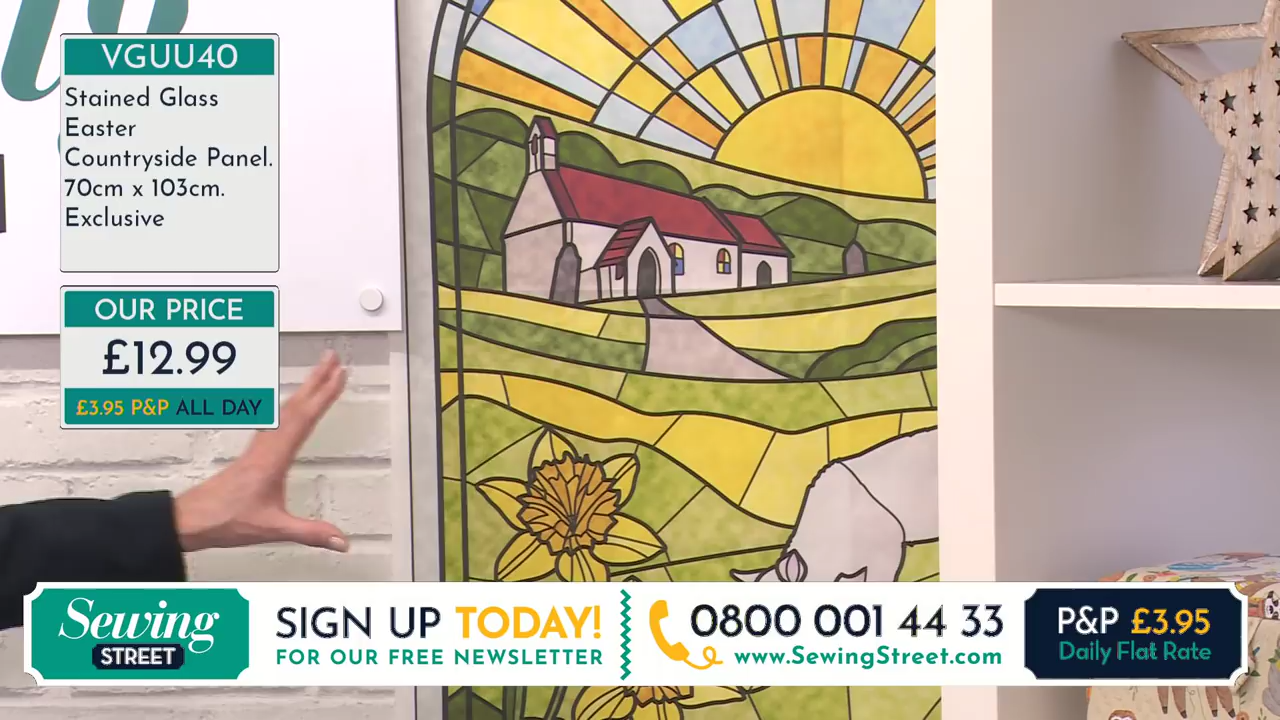 VGUU40
Stained Glass
Easter
Countryside Panel.
70cm x 103cm.
Exclusive
OUR PRICE
£12.99
£3.95 P&P ALL DAY
Sewing
STREET
SIGN UP TODAY!
FOR OUR FREE NEWSLETTER
0800 001 44 33
www.SewingStreet.com
P&P £3.95
Daily Flat Rate